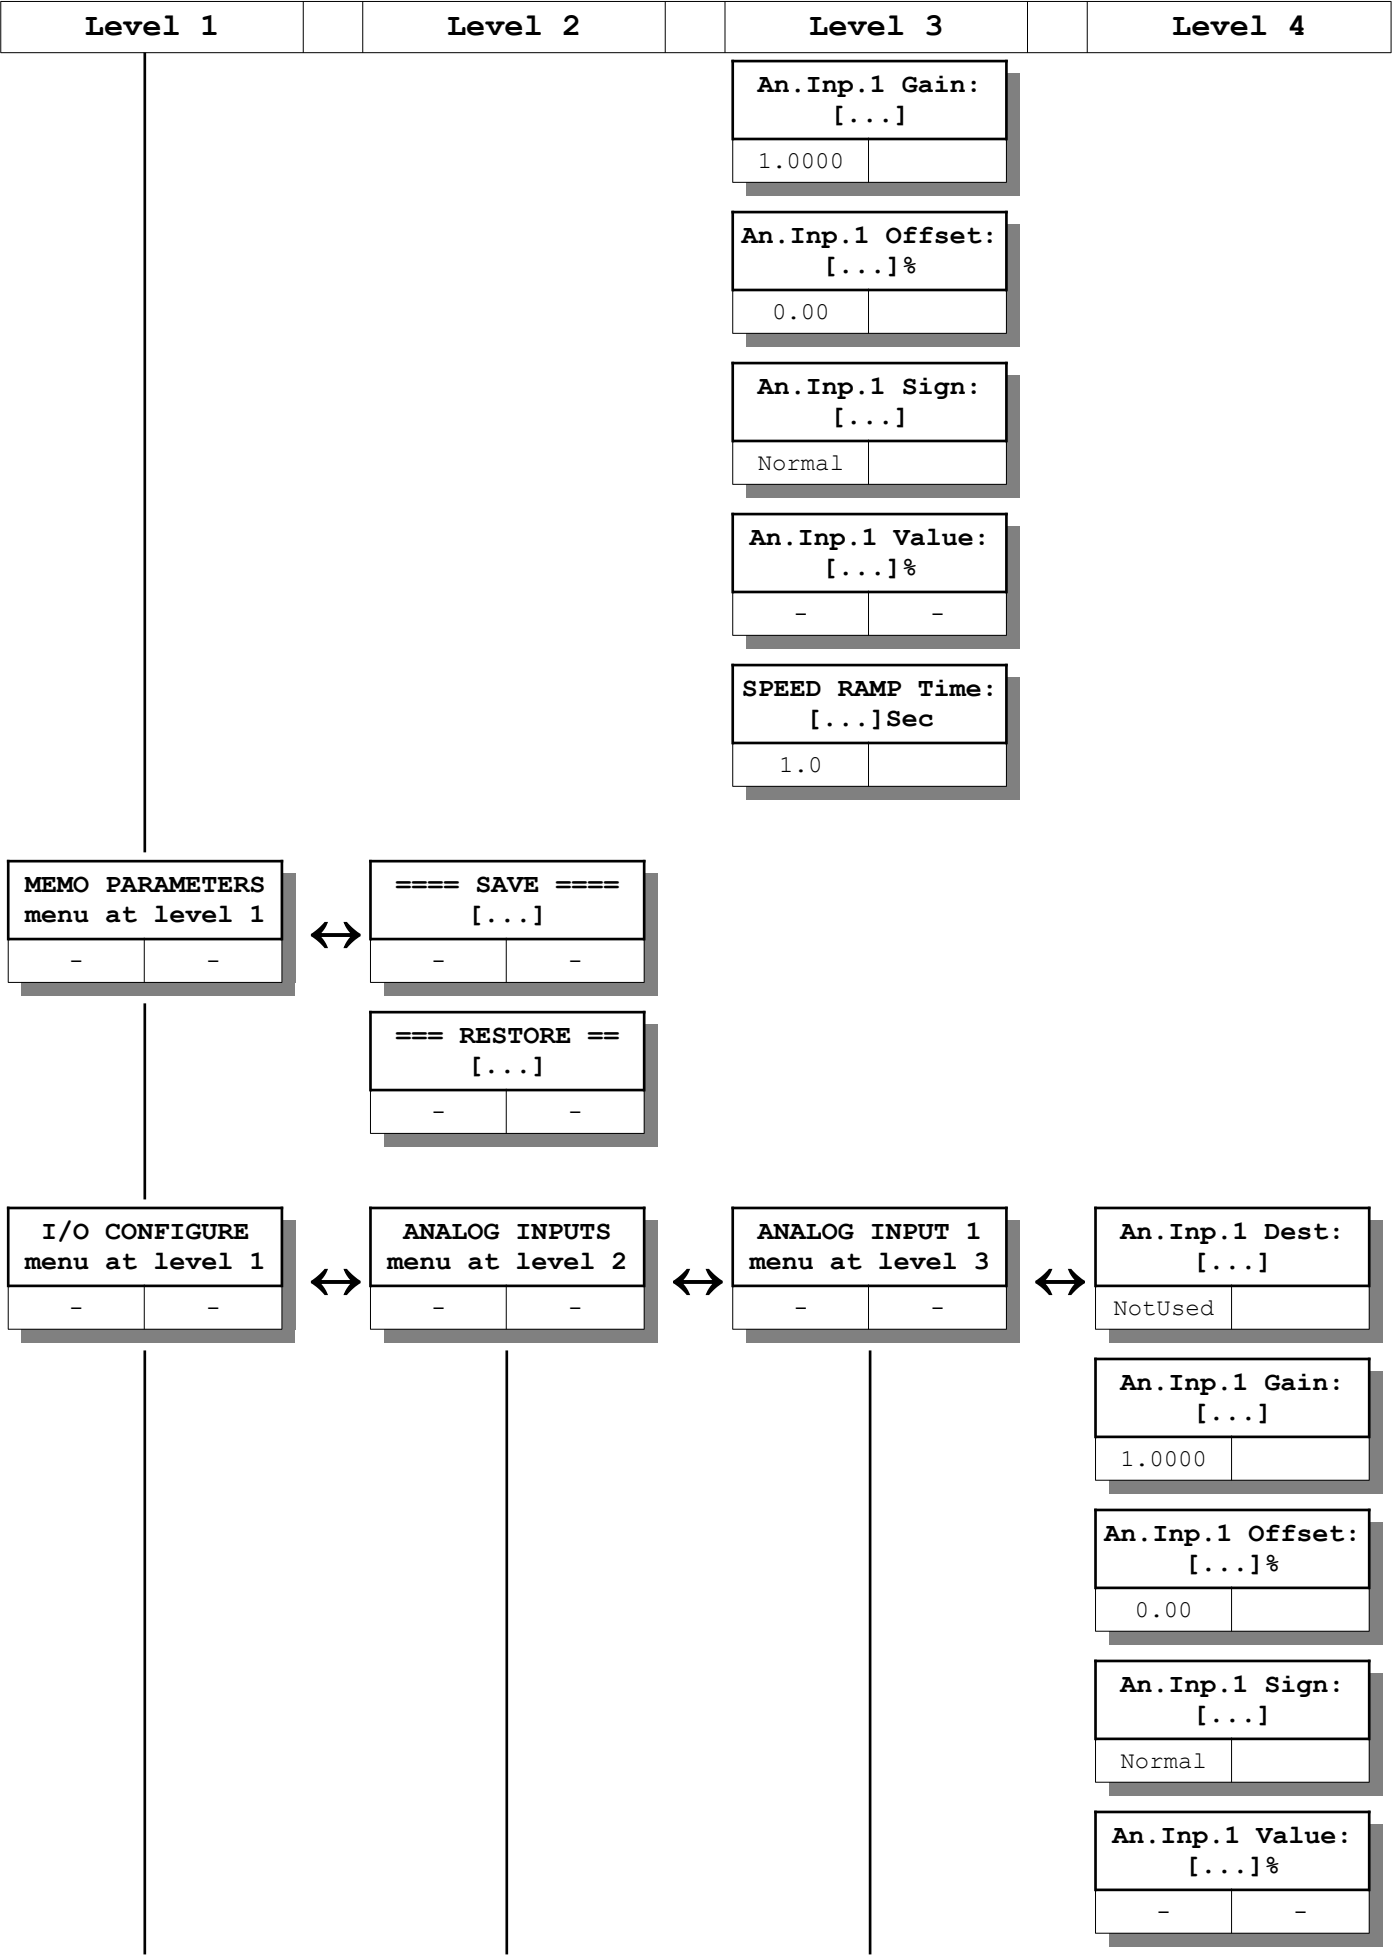 Level 1 Level 2 Level 3 Level 4
An.Inp.1 Gain:
[...]
1.0000
An.Inp.1 Offset:
[...]%
0.00
An.Inp.1 Sign:
[...]
Normal
An.Inp.1 Value:
[...]%
- -
SPEED RAMP Time:
[...]Sec
1.0
MEMO PARAMETERS
menu at level 1
- -
==== SAVE ====
[...]
- -
=== RESTORE ==
[...]
- -
I/O CONFIGURE
menu at level 1
- -
ANALOG INPUTS
menu at level 2
- -
ANALOG INPUT 1
menu at level 3
- -
An.Inp.1 Dest:
[...]
NotUsed
An.Inp.1 Gain:
[...]
1.0000
An.Inp.1 Offset:
[...]%
0.00
An.Inp.1 Sign:
[...]
Normal
An.Inp.1 Value:
[...]%
- -